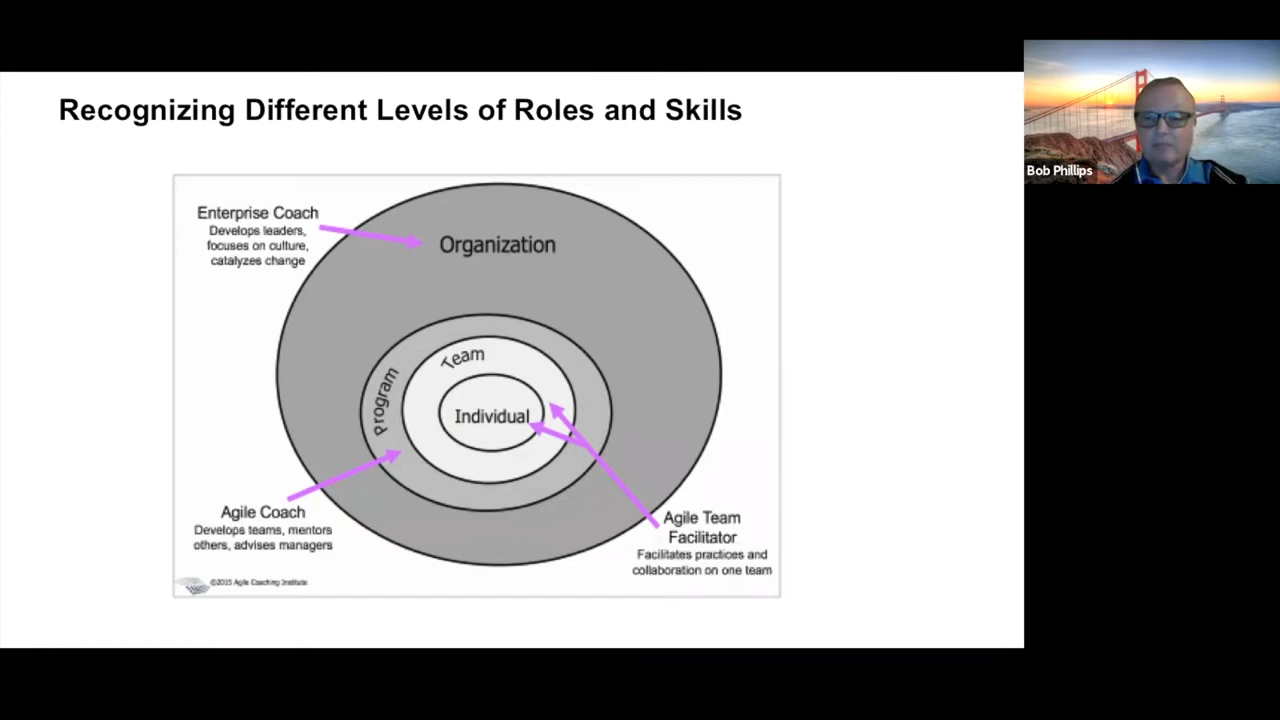 Recognizing Different Levels of Roles and Skills
Bob Phillips
Enterprise Coach
Develops leaders,
focuses on culture,
catalyzes change
Organization
Program
Team
Individual
Agile Coach
Develops teams, mentors
others, advises managers
Agile Team
Facilitator
Facilitates practices and
collaboration on one team
©2015 Agile Coaching Institute